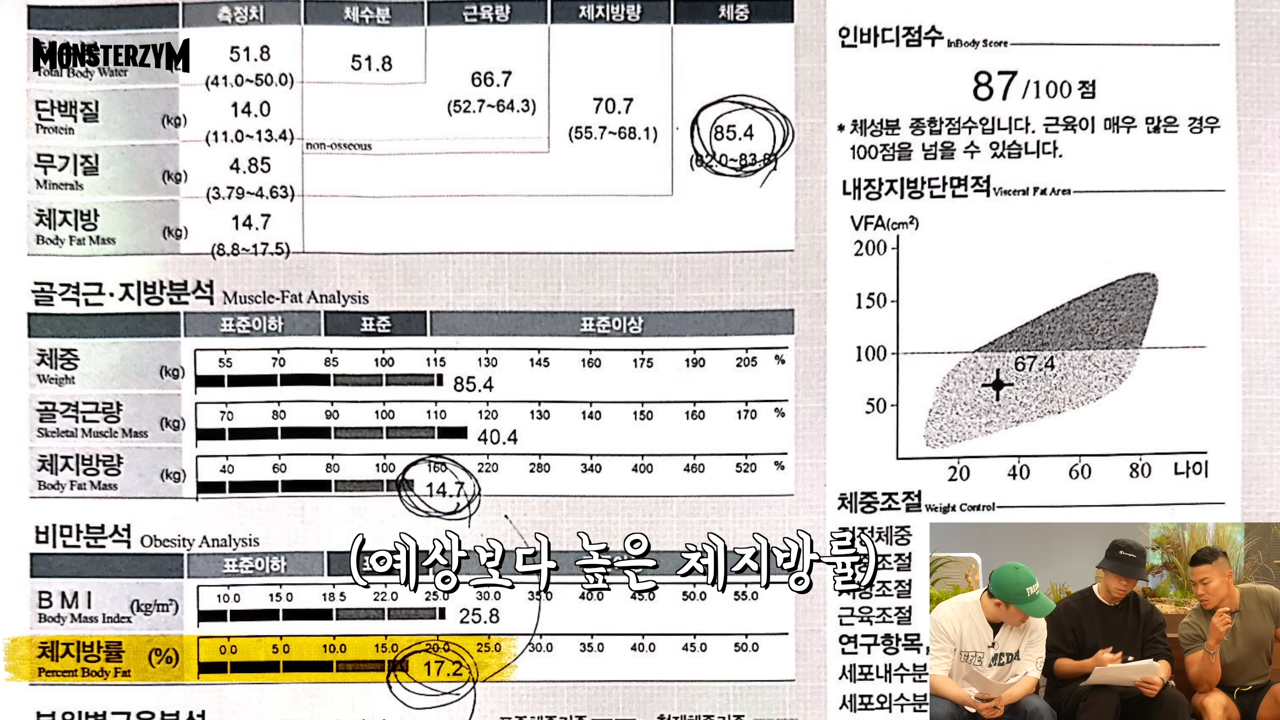 MONSTERZYM
측정치 체수분 근육량 제지방량 체중
Total Body Water 51.8 51.8 66.7 70.7 85.4
(41.0~50.0) (52.7~64.3) (55.7~68.1) (62.0~83.8)
단백질 (kg) 14.0
Protein (11.0~13.4) non-osseous
무기질 (kg) 4.85
Minerals (3.79~4.63)
체지방 (kg) 14.7
Body Fat Mass (8.8~17.5)
골격근·지방분석 Muscle-Fat Analysis
표준이하 표준 표준이상
체중 (kg) 55 70 85 100 115 130 145 160 175 190 205 %
Weight 85.4
골격근량 (kg) 70 80 90 100 110 120 130 140 150 160 170 %
Skeletal Muscle Mass 40.4
체지방량 (kg) 40 60 80 100 160 220 280 340 400 460 520 %
Body Fat Mass 14.7
비만분석 Obesity Analysis
표준이하
(예상보다 높은 체지방률)
BMI (kg/m²) 10.0 15.0 18.5 22.0 25.0 30.0 35.0 40.0 45.0 50.0 55.0
Body Mass Index 25.8
체지방률 (%) 0.0 5.0 10.0 15.0 20.0 25.0 30.0 35.0 40.0 45.0 50.0
Percent Body Fat 17.2
인바디점수 InBody Score
87/100 점
* 체성분 종합점수입니다. 근육이 매우 많은 경우
100점을 넘을 수 있습니다.
내장지방단면적 Visceral Fat Area
VFA(cm²)
200
150
100
67.4
50
20 40 60 80 나이
체중조절 Weight Control
근육조절
연구항목,
세포내수분
세포외수분
Champion